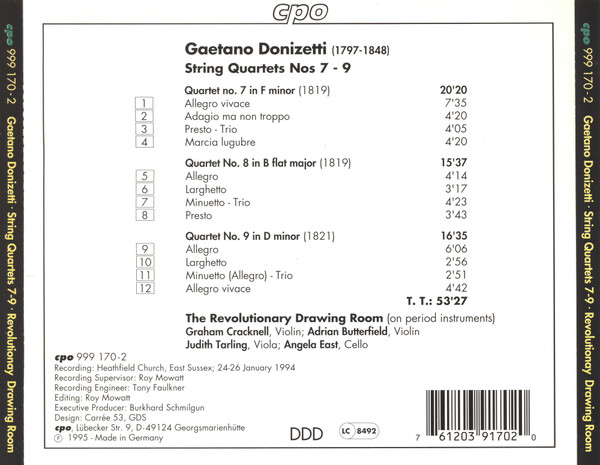 cpo
Gaetano Donizetti (1797-1848)
String Quartets Nos 7 - 9
Quartet no. 7 in F minor (1819) 20'20
1 Allegro vivace 7'35
2 Adagio ma non troppo 4'20
3 Presto - Trio 4'05
4 Marcia lugubre 4'20
Quartet No. 8 in B flat major (1819) 15'37
5 Allegro 4'14
6 Larghetto 3'17
7 Minuetto - Trio 4'23
8 Presto 3'43
Quartet No. 9 in D minor (1821) 16'35
9 Allegro 6'06
10 Larghetto 2'56
11 Minuetto (Allegro) - Trio 2'51
12 Allegro vivace 4'42
T. T.: 53'27
The Revolutionary Drawing Room (on period instruments)
Graham Cracknell, Violin; Adrian Butterfield, Violin
Judith Tarling, Viola; Angela East, Cello
cpo 999 170-2
Recording: Heathfield Church, East Sussex; 24-26 January 1994
Recording Supervisor: Roy Mowatt
Recording Engineer: Tony Faulkner
Editing: Roy Mowatt
Executive Producer: Burkhard Schmilgun
Design: Carrée 53, GDS
cpo, Lübecker Str. 9, D-49124 Georgsmarienhütte
℗ 1995 - Made in Germany
DDD
LC 8492
7 61203 91702 0
cpo 999 170-2 Gaetano Donizetti · String Quartets 7-9 · Revolutionay Drawing Room
cpo 999 170-2 Gaetano Donizetti · String Quartets 7-9 · Revolutionay Drawing Room